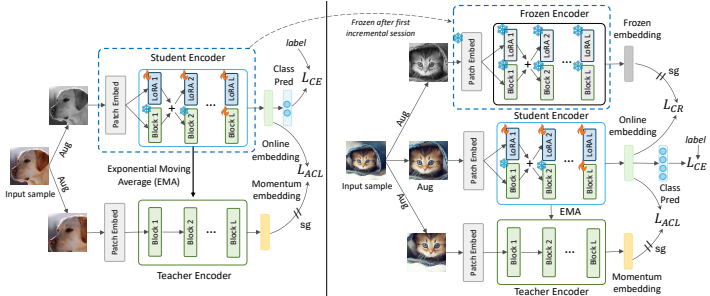 Student Encoder
Patch Embed
LoRA 1
LoRA 2
LoRA L
Block 1
Block 2
Block L
+
...
label
L_CE
Class
Pred
Aug
Aug
Input sample
Online
embedding
Exponential Moving
Average (EMA)
L_ACL
Momentum
embedding
sg
Patch Embed
Block 1
Block 2
...
Block L
Teacher Encoder
Frozen after first
incremental session
Frozen Encoder
Patch Embed
LoRA 1
LoRA 2
LoRA L
Block 1
Block 2
Block L
+
...
Frozen
embedding
sg
L_CR
Student Encoder
Patch Embed
LoRA 1
LoRA 2
LoRA L
Block 1
Block 2
Block L
+
...
Online
embedding
L_CE
label
Class
Pred
Input sample
Aug
Aug
Aug
EMA
L_ACL
sg
Patch Embed
Block 1
Block 2
...
Block L
Teacher Encoder
Momentum
embedding